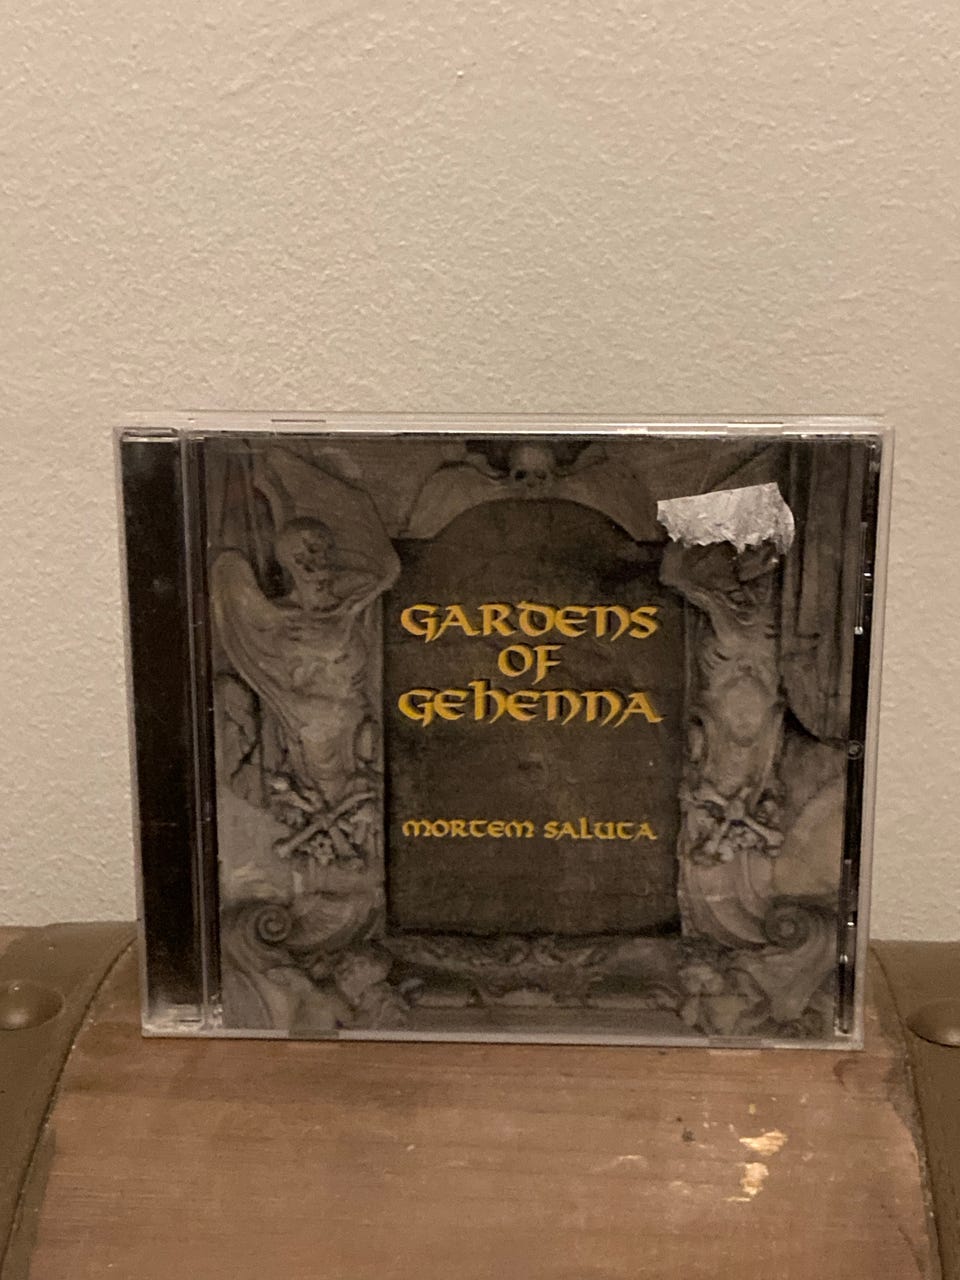 GARDENS
OF
GEHENNA
MORTEM SALUTA